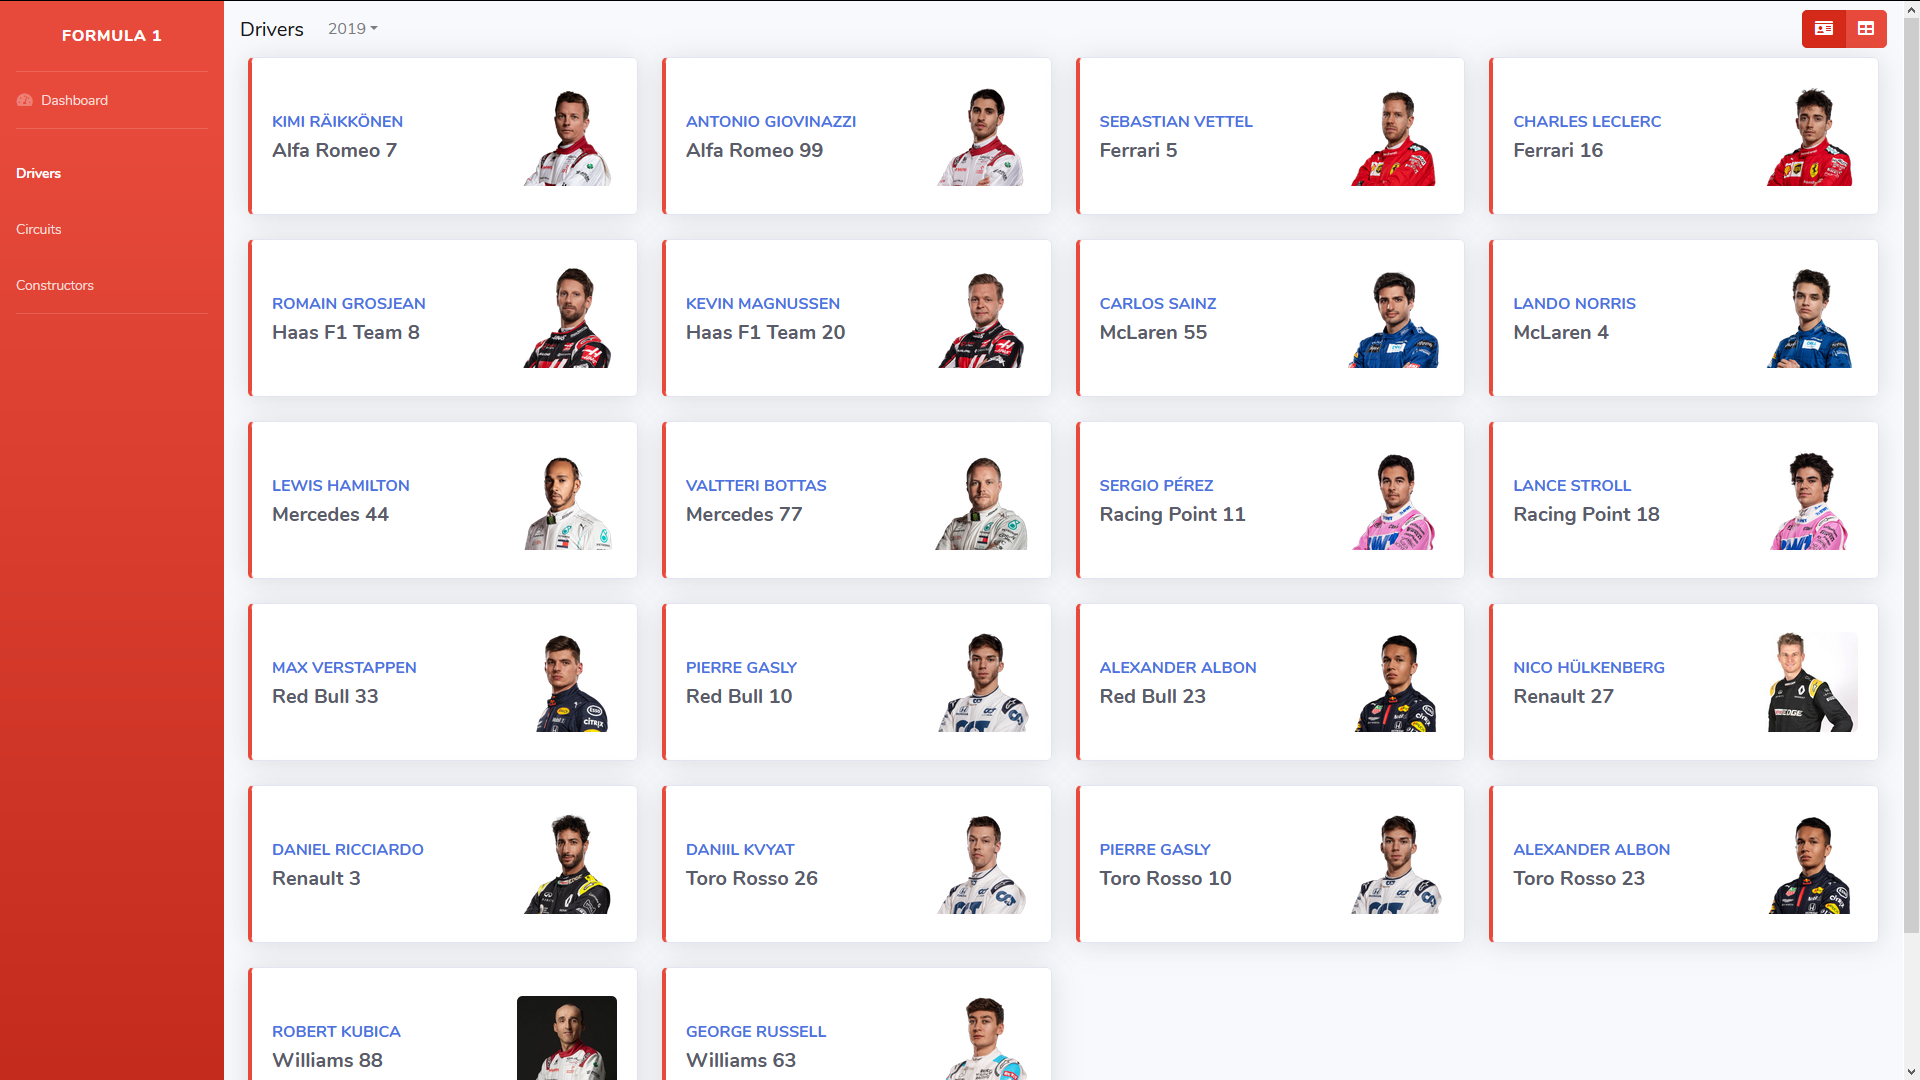 FORMULA 1
Dashboard
Drivers
Circuits
Constructors
Drivers 2019
KIMI RÄIKKÖNEN
Alfa Romeo 7
ANTONIO GIOVINAZZI
Alfa Romeo 99
SEBASTIAN VETTEL
Ferrari 5
CHARLES LECLERC
Ferrari 16
ROMAIN GROSJEAN
Haas F1 Team 8
KEVIN MAGNUSSEN
Haas F1 Team 20
CARLOS SAINZ
McLaren 55
LANDO NORRIS
McLaren 4
LEWIS HAMILTON
Mercedes 44
VALTTERI BOTTAS
Mercedes 77
SERGIO PÉREZ
Racing Point 11
LANCE STROLL
Racing Point 18
MAX VERSTAPPEN
Red Bull 33
PIERRE GASLY
Red Bull 10
ALEXANDER ALBON
Red Bull 23
NICO HÜLKENBERG
Renault 27
DANIEL RICCIARDO
Renault 3
DANIIL KVYAT
Toro Rosso 26
PIERRE GASLY
Toro Rosso 10
ALEXANDER ALBON
Toro Rosso 23
ROBERT KUBICA
Williams 88
GEORGE RUSSELL
Williams 63